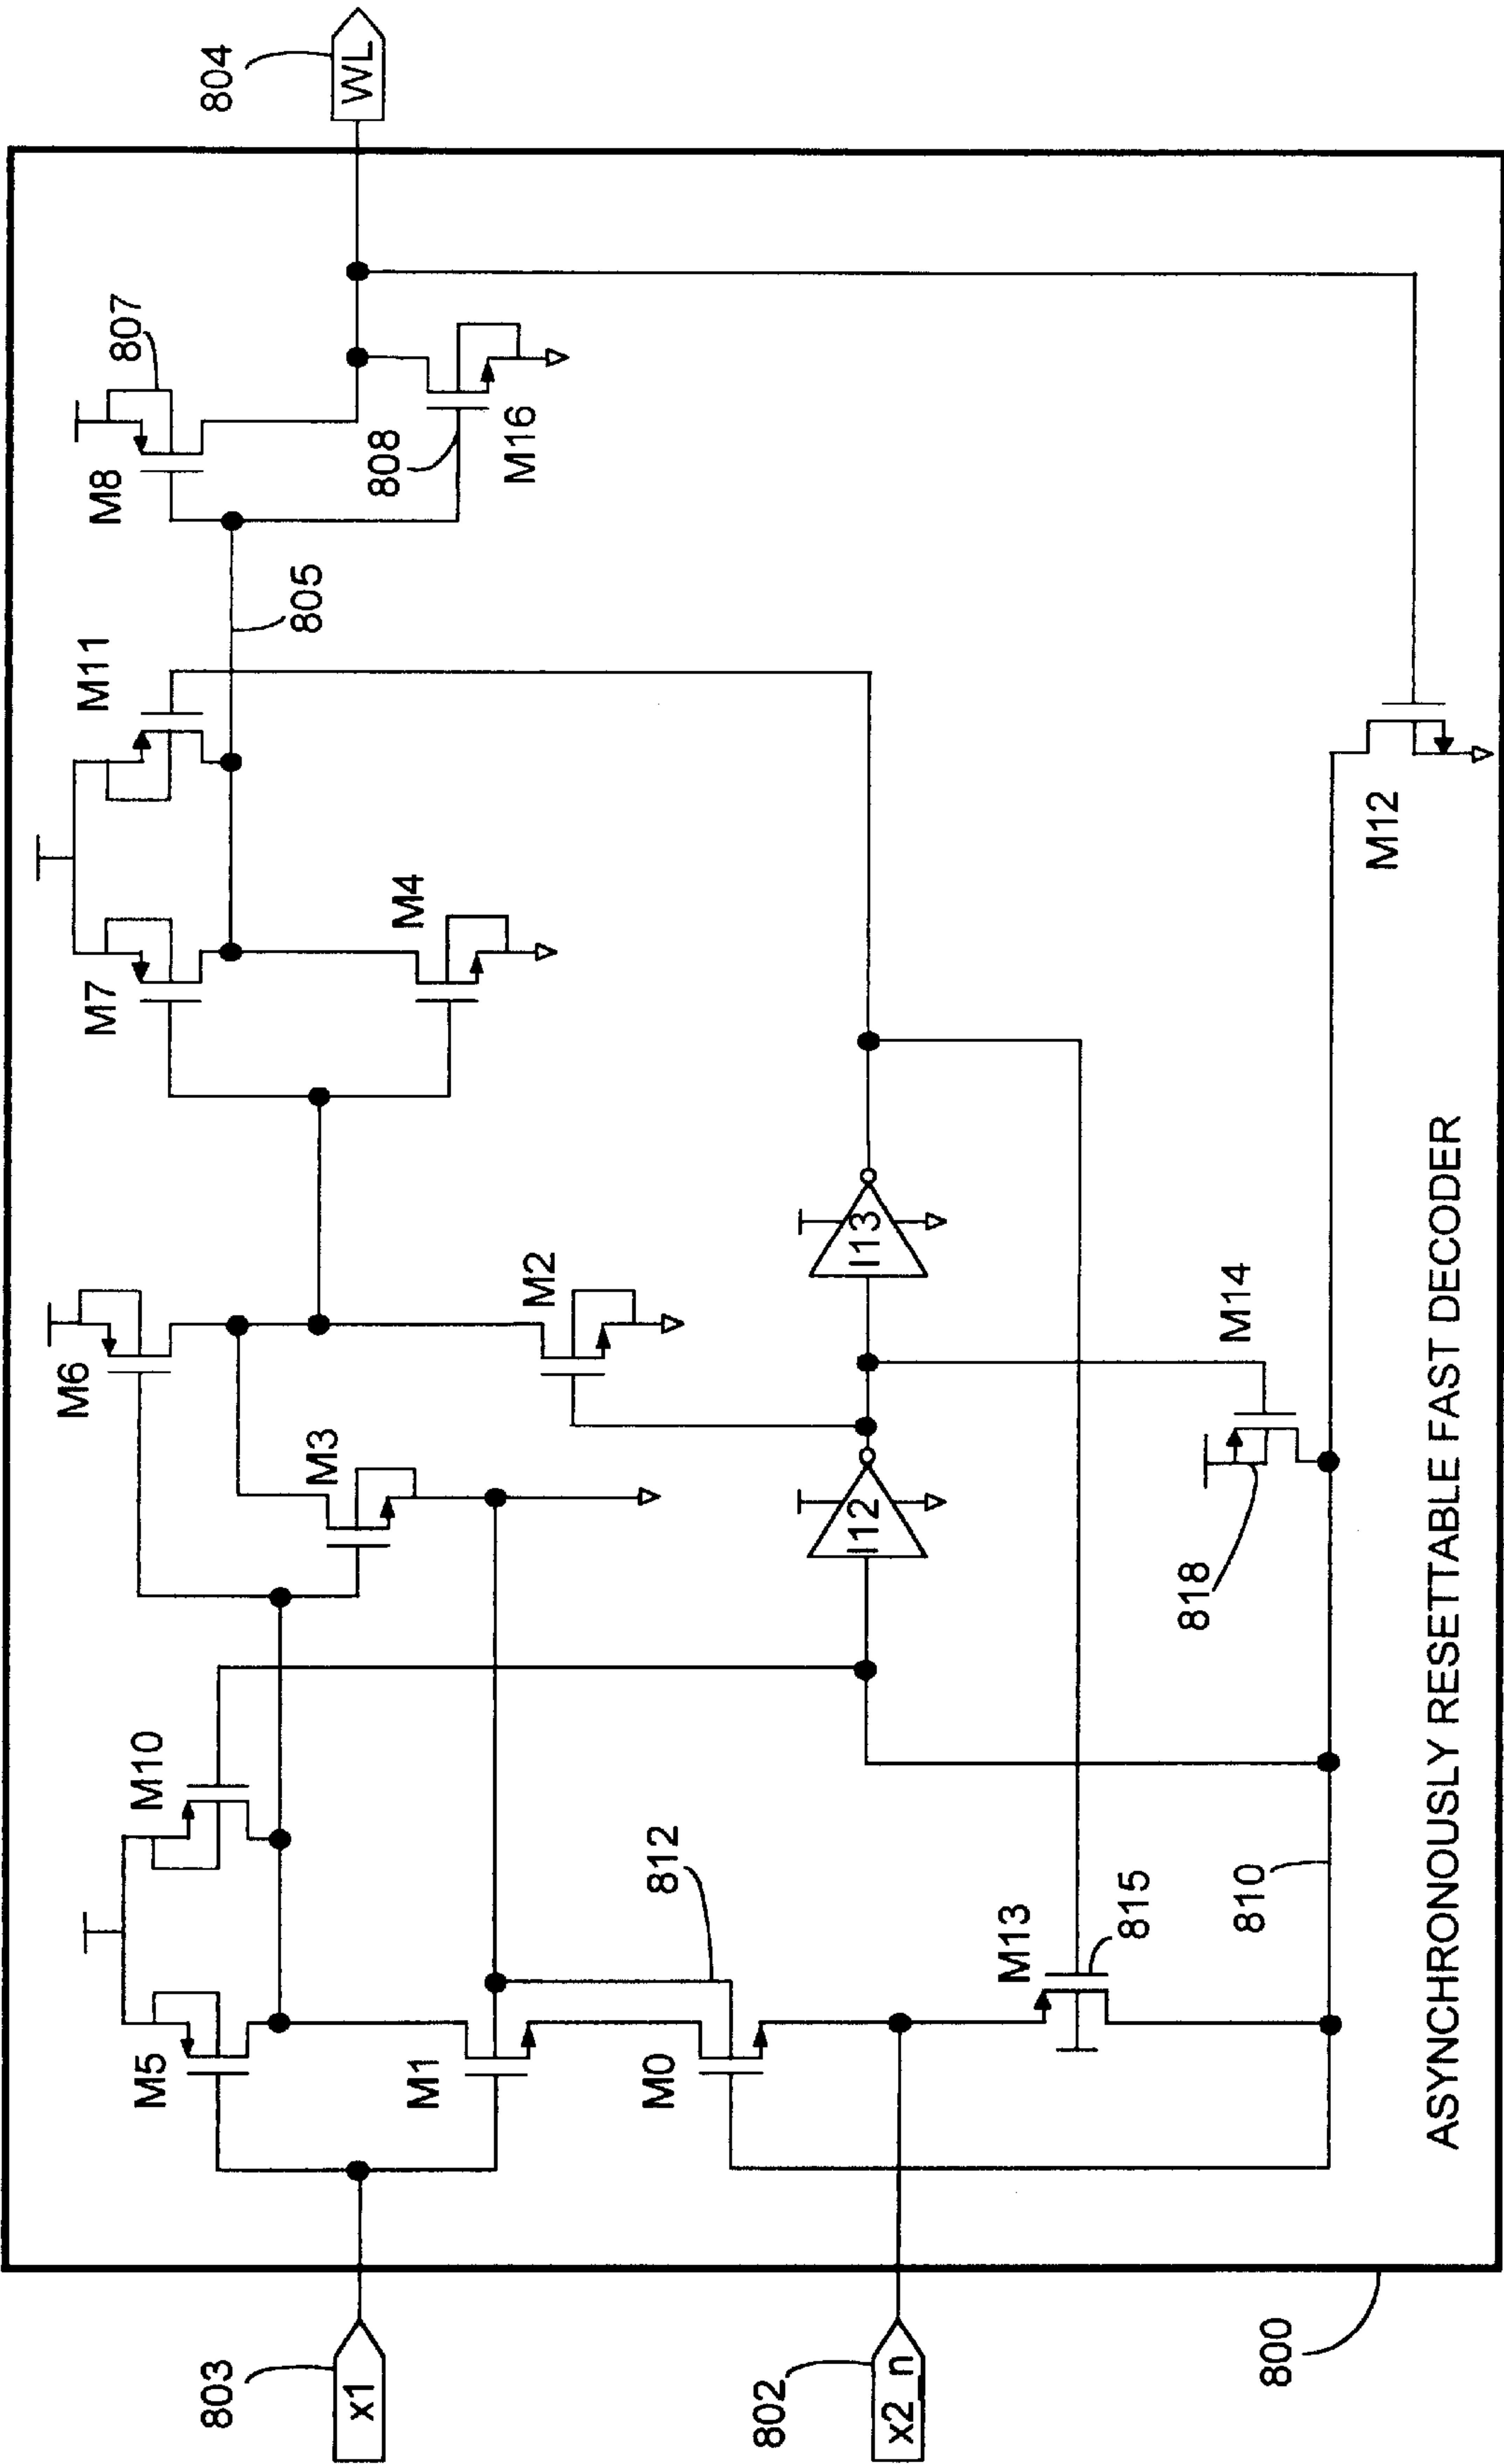 804
WL
807
M8
808
M16
805
M11
M7
M4
M6
M3
M2
I13
I12
M14
818
M12
M10
M5
M1
812
M0
M13
815
810
803
x1
802
x2_n
800
ASYNCHRONOUSLY RESETTABLE FAST DECODER